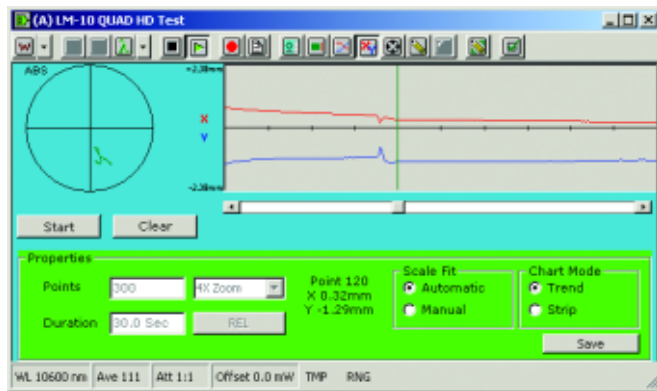 (A) LM-10 QUAD HD Test
W
ABS
+2.38mm
X
Y
-2.38mm
Start
Clear
Properties
Points
300
4X Zoom
Duration
30.0 Sec
REL
Point 120
X 0.32mm
Y -1.29mm
Scale Fit
Automatic
Manual
Chart Mode
Trend
Strip
Save
WL 10600 nm
Ave 111
Att 1:1
Offset 0.0 mW
TMP
RNG